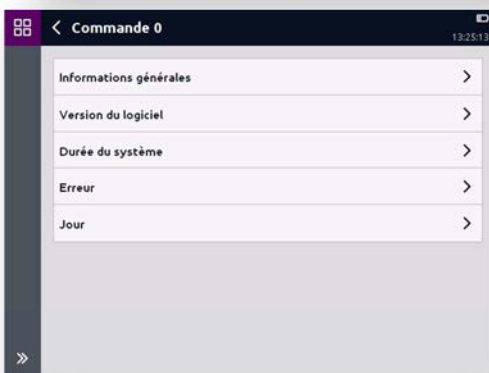 Commande 0
13:25:13
Informations générales
Version du logiciel
Durée du système
Erreur
Jour